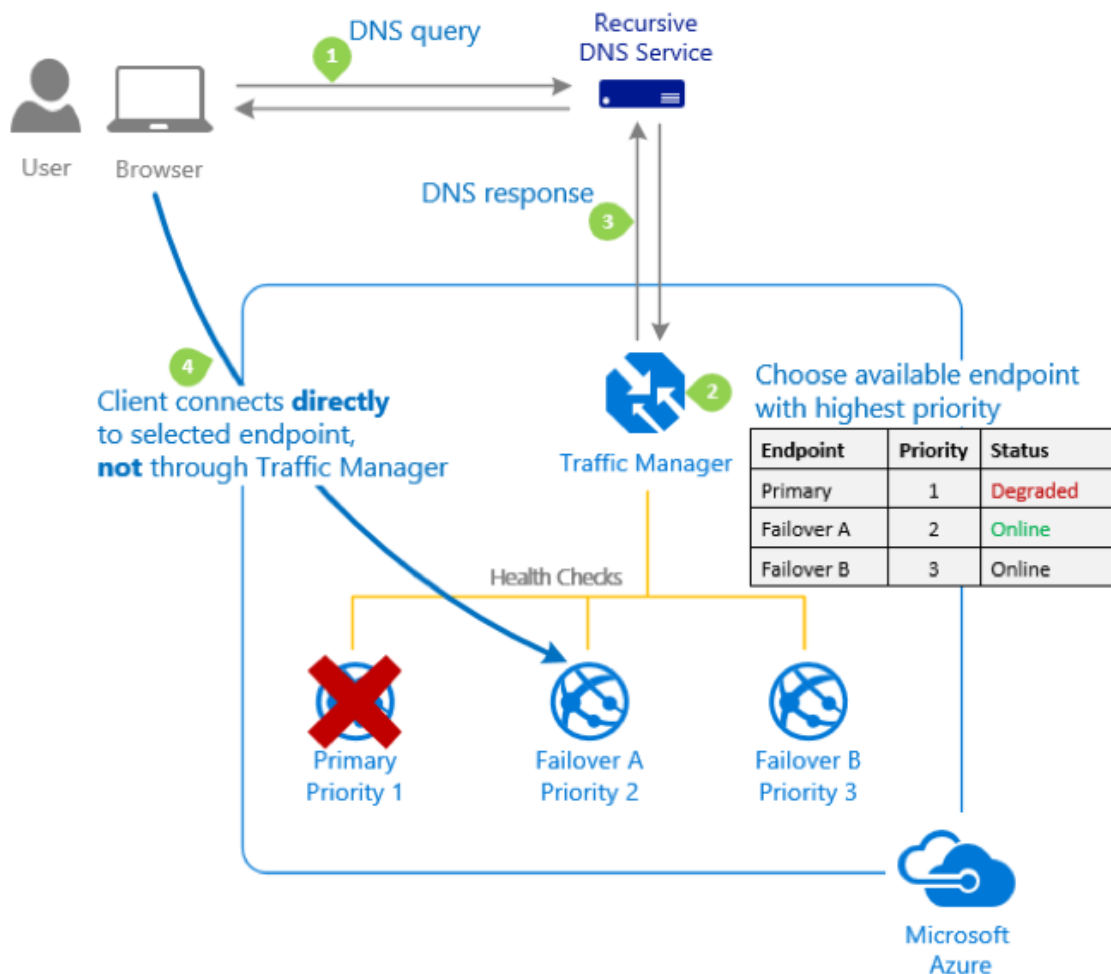 DNS query
1
Recursive
DNS Service
User
Browser
DNS response
3
4
Client connects directly
to selected endpoint,
not through Traffic Manager
2
Traffic Manager
Choose available endpoint
with highest priority
Endpoint Priority Status
Primary 1 Degraded
Failover A 2 Online
Failover B 3 Online
Health Checks
Primary
Priority 1
Failover A
Priority 2
Failover B
Priority 3
Microsoft
Azure